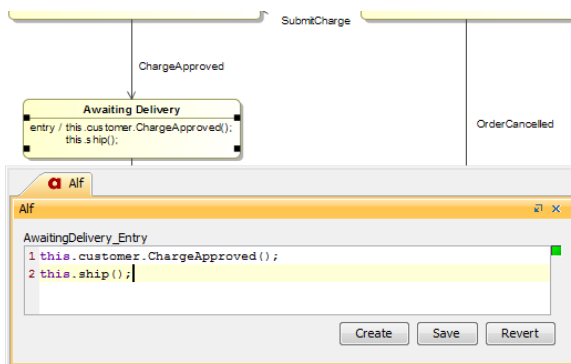 SubmitCharge
ChargeApproved
Awaiting Delivery
entry / this.customer.ChargeApproved();
this.ship();
OrderCancelled
a Alf
Alf
AwaitingDelivery_Entry
1 this.customer.ChargeApproved();
2 this.ship();
Create Save Revert